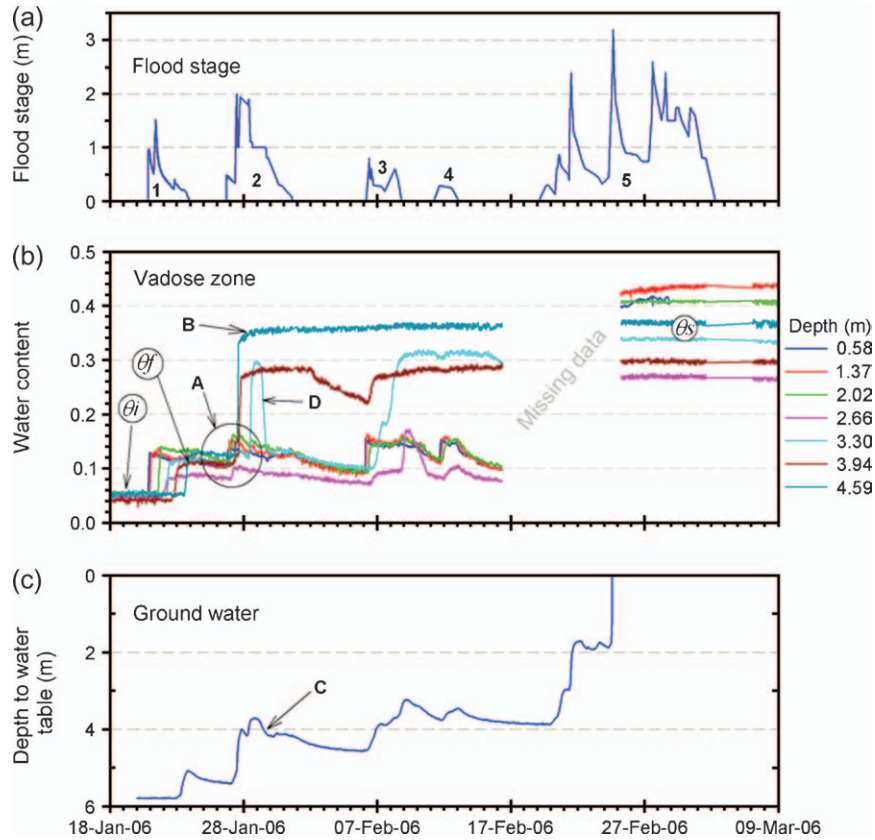 (a)
Flood stage (m)
3
2
1
0
Flood stage
1
2
3
4
5
(b)
Water content
0.5
0.4
0.3
0.2
0.1
0.0
Vadose zone
B
θf
A
D
θi
Missing data
θs
Depth (m)
0.58
1.37
2.02
2.66
3.30
3.94
4.59
(c)
Depth to water
table (m)
0
2
4
6
Ground water
C
18-Jan-06
28-Jan-06
07-Feb-06
17-Feb-06
27-Feb-06
09-Mar-06